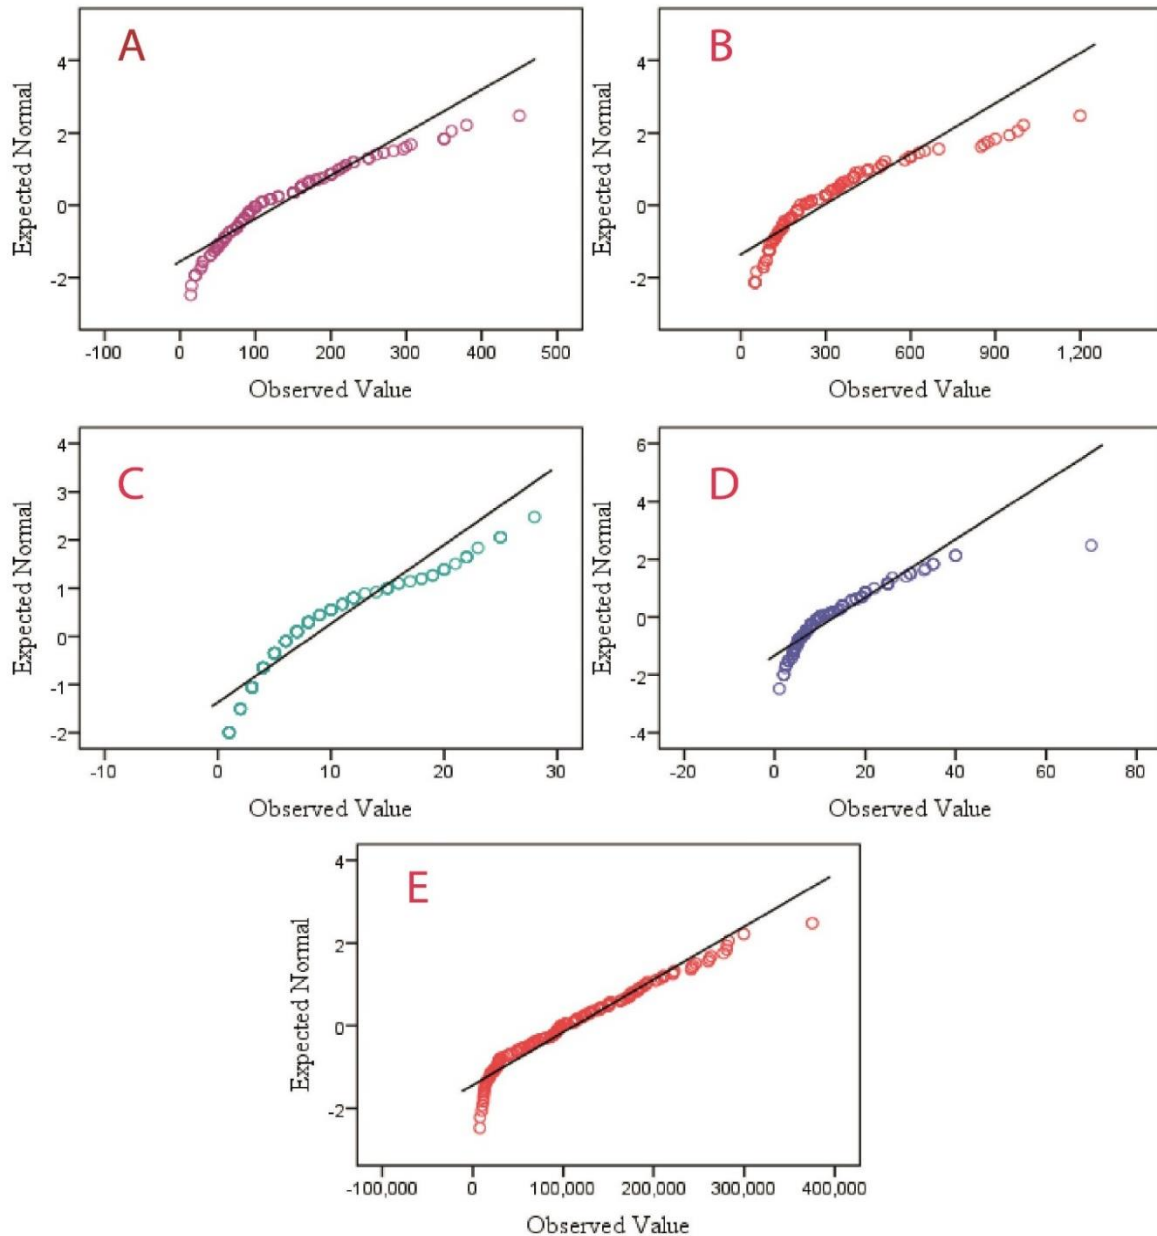 A
Expected Normal
4
2
0
-2
-100 0 100 200 300 400 500
Observed Value
B
Expected Normal
4
2
0
-2
0 300 600 900 1,200
Observed Value
C
Expected Normal
4
3
2
1
0
-1
-2
-10 0 10 20 30
Observed Value
D
Expected Normal
6
4
2
0
-2
-4
-20 0 20 40 60 80
Observed Value
E
Expected Normal
4
2
0
-2
-100,000 0 100,000 200,000 300,000 400,000
Observed Value